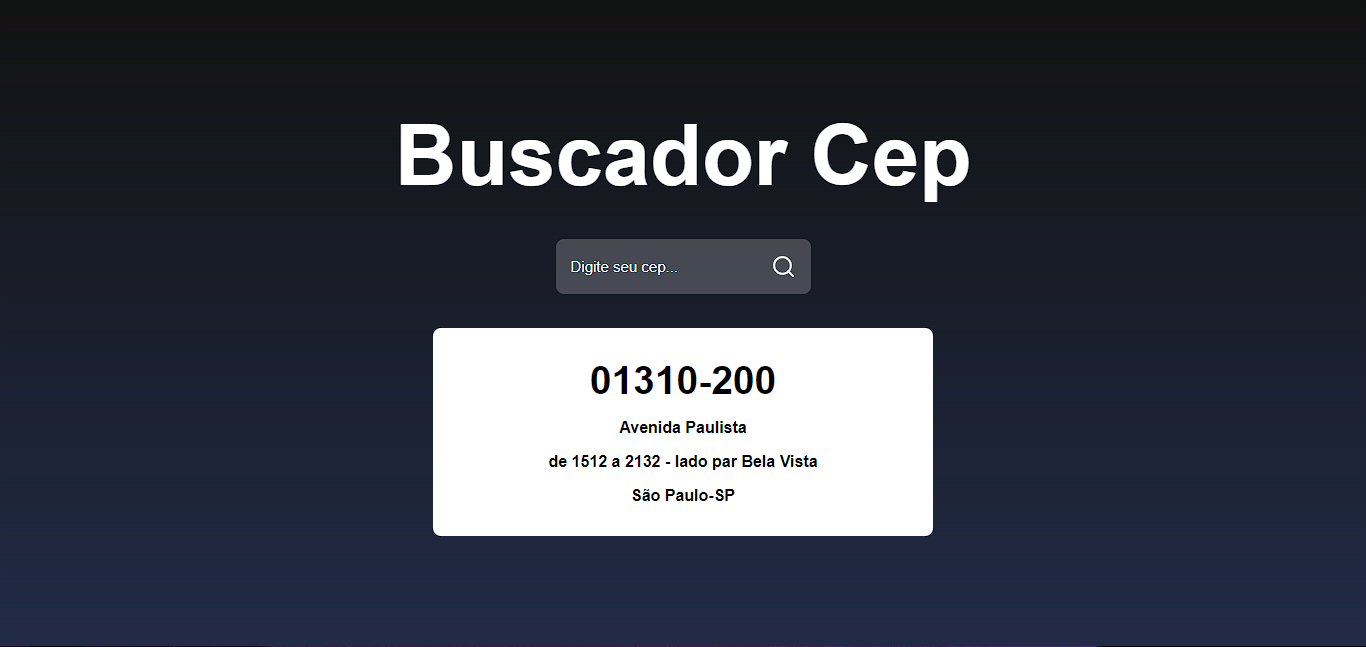 Buscador Cep
Digite seu cep...
01310-200
Avenida Paulista
de 1512 a 2132 - lado par Bela Vista
São Paulo-SP